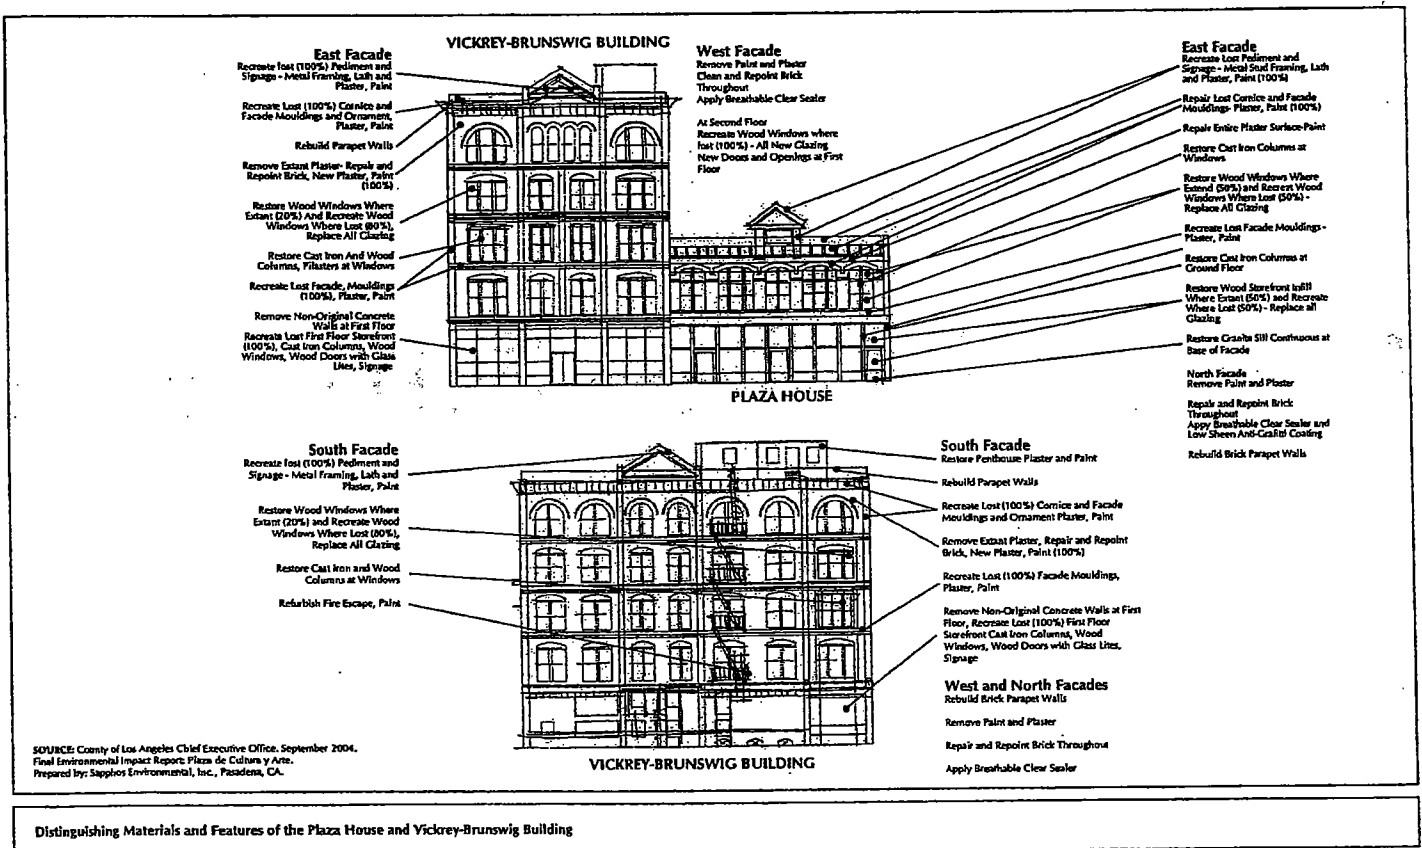 VICKREY-BRUNSWIG BUILDING
East Facade
Recreate lost (100%) Pediment and
Signage - Metal Framing, Lath and
Plaster, Paint
Recreate Lost (100%) Cornice and
Facade Mouldings and Ornament,
Plaster, Paint
Rebuild Parapet Walls
Remove Extant Plaster- Repair and
Repoint Brick, New Plaster, Paint
(100%)
Restore Wood Windows Where
Extant (20%) And Recreate Wood
Windows Where Lost (80%),
Replace All Glazing
Restore Cast Iron And Wood
Columns, Pilasters at Windows
Recreate Lost Facade, Mouldings
(100%), Plaster, Paint
Remove Non-Original Concrete
Walls at First Floor
Recreate Lost First Floor Storefront
(100%), Cast Iron Columns, Wood
Windows, Wood Doors with Glass
Lites, Signage
West Facade
Remove Paint and Plaster
Clean and Repoint Brick
Throughout
Apply Breathable Clear Sealer
At Second Floor
Recreate Wood Windows where
lost (100%) - All New Glazing
New Doors and Openings at First
Floor
East Facade
Recreate Lost Pediment and
Signage - Metal Stud Framing, Lath
and Plaster, Paint (100%)
Repair Lost Cornice and Facade
Mouldings- Plaster, Paint (100%)
Repair Entire Plaster Surface-Paint
Restore Cast Iron Columns at
Windows
Restore Wood Windows Where
Extend (50%) and Recreat Wood
Windows Where Lost (50%) -
Replace All Glazing
Recreate Lost Facade Mouldings -
Plaster, Paint
Restore Cast Iron Columns at
Ground Floor
Restore Wood Storefront Infill
Where Extant (50%) and Recreate
Where Lost (50%) - Replace all
Glazing
Restore Granite Sill Continuous at
Base of Facade
North Facade
Remove Paint and Plaster
Repair and Repoint Brick
Throughout
Appy Breathable Clear Sealer and
Low Sheen Anti-Grafiti Coating
Rebuild Brick Parapet Walls
PLAZA HOUSE
South Facade
Recreate lost (100%) Pediment and
Signage - Metal Framing, Lath and
Plaster, Paint
Restore Wood Windows Where
Extant (20%) and Recreate Wood
Windows Where Lost (80%),
Replace All Glazing
Restore Cast Iron and Wood
Columns at Windows
Refurbish Fire Escape, Paint
South Facade
Restore Penthouse Plaster and Paint
Rebuild Parapet Walls
Recreate Lost (100%) Cornice and Facade
Mouldings and Ornament Plaster, Paint
Remove Extant Plaster, Repair and Repoint
Brick, New Plaster, Paint (100%)
Recreate Lost (100%) Facade Mouldings,
Plaster, Paint
Remove Non-Original Concrete Walls at First
Floor, Recreate Lost (100%) First Floor
Storefront Cast Iron Columns, Wood
Windows, Wood Doors with Glass Lites,
Signage
West and North Facades
Rebuild Brick Parapet Walls
Remove Paint and Plaster
Repair and Repoint Brick Throughout
Apply Breathable Clear Sealer
VICKREY-BRUNSWIG BUILDING
SOURCE: County of Los Angeles Chief Executive Office. September 2004.
Final Environmental Impact Report: Plaza de Cultura y Arte.
Prepared by: Sapphos Environmental, Inc., Pasadena, CA.
Distinguishing Materials and Features of the Plaza House and Vickrey-Brunswig Building